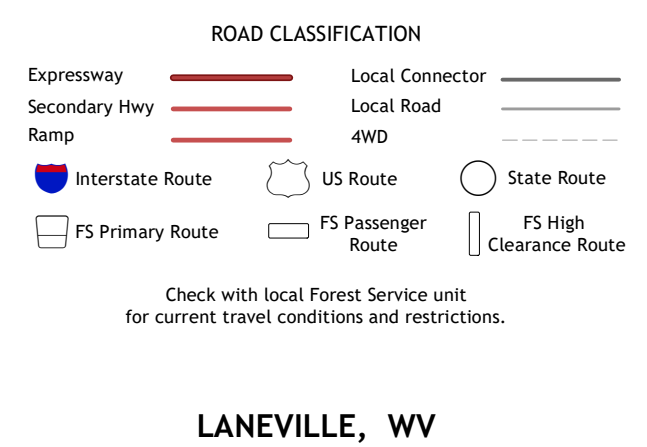 ROAD CLASSIFICATION
Expressway
Local Connector
Secondary Hwy
Local Road
Ramp
4WD
Interstate Route
US Route
State Route
FS Primary Route
FS Passenger
Route
FS High
Clearance Route
Check with local Forest Service unit
for current travel conditions and restrictions.
LANEVILLE, WV